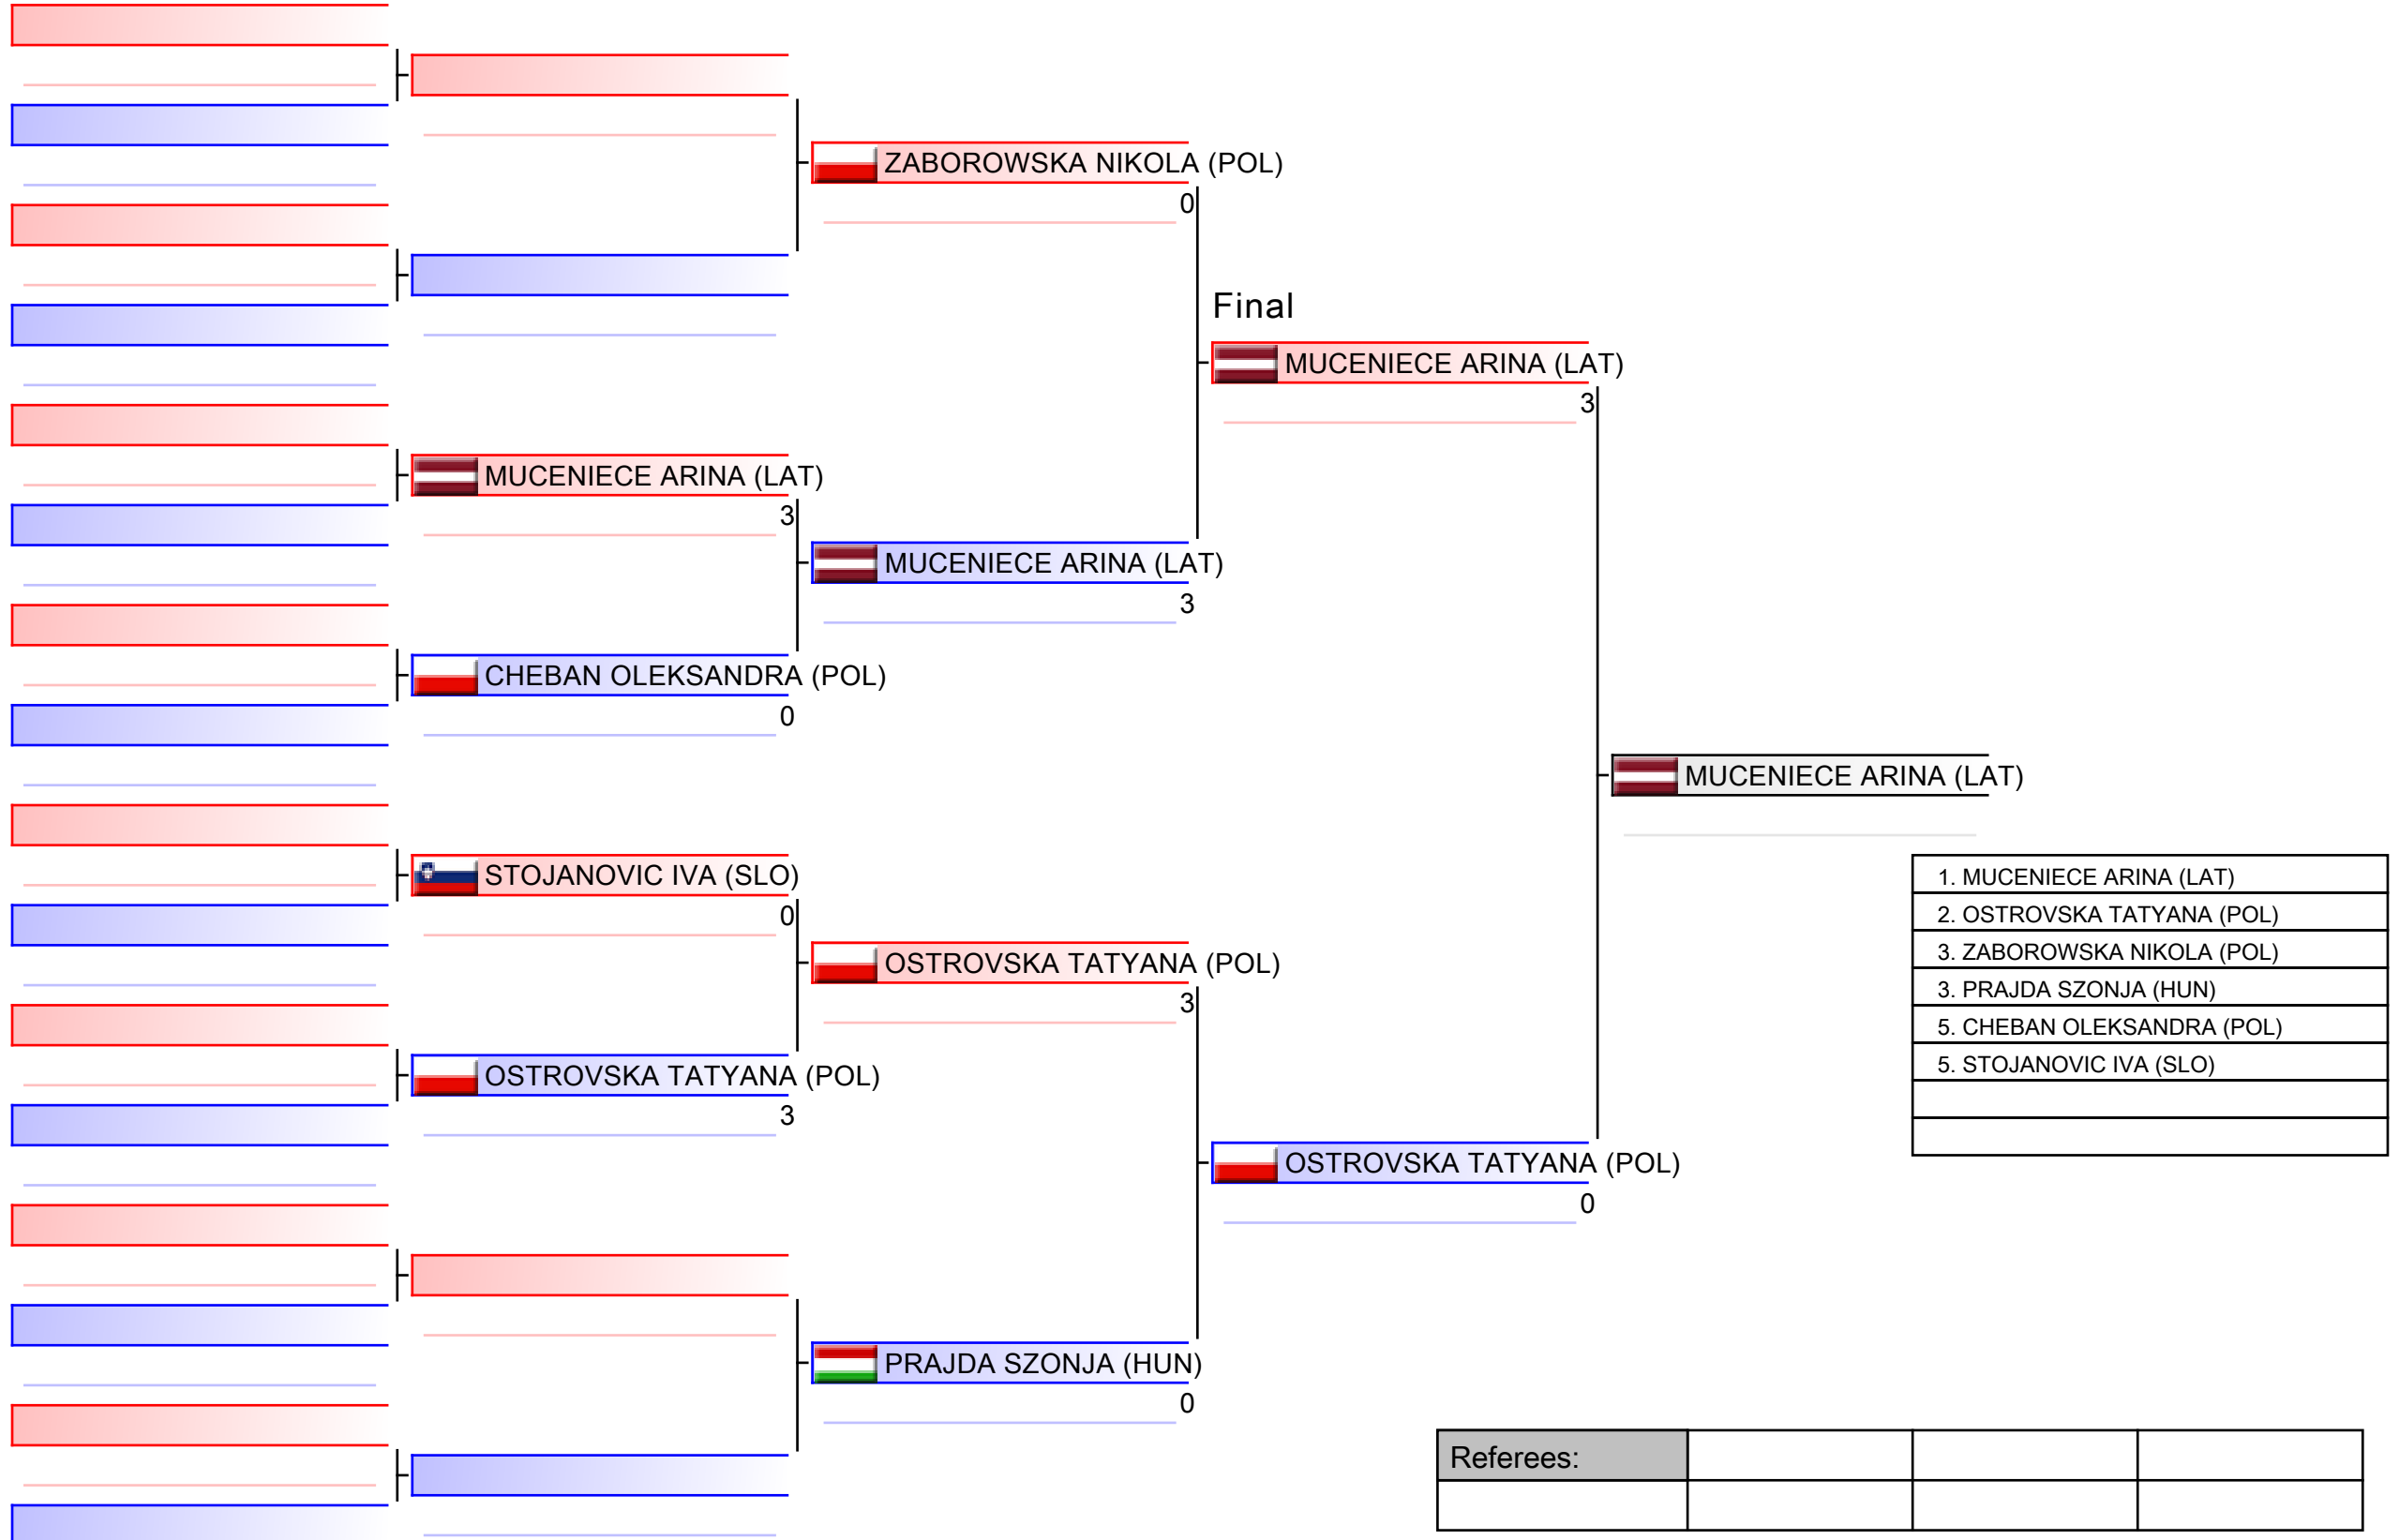 ZABOROWSKA NIKOLA (POL)
0
Final
MUCENIECE ARINA (LAT)
3
MUCENIECE ARINA (LAT)
3
MUCENIECE ARINA (LAT)
3
CHEBAN OLEKSANDRA (POL)
0
MUCENIECE ARINA (LAT)
STOJANOVIC IVA (SLO)
0
OSTROVSKA TATYANA (POL)
3
OSTROVSKA TATYANA (POL)
3
OSTROVSKA TATYANA (POL)
0
PRAJDA SZONJA (HUN)
0
1. MUCENIECE ARINA (LAT)
2. OSTROVSKA TATYANA (POL)
3. ZABOROWSKA NIKOLA (POL)
3. PRAJDA SZONJA (HUN)
5. CHEBAN OLEKSANDRA (POL)
5. STOJANOVIC IVA (SLO)
Referees: